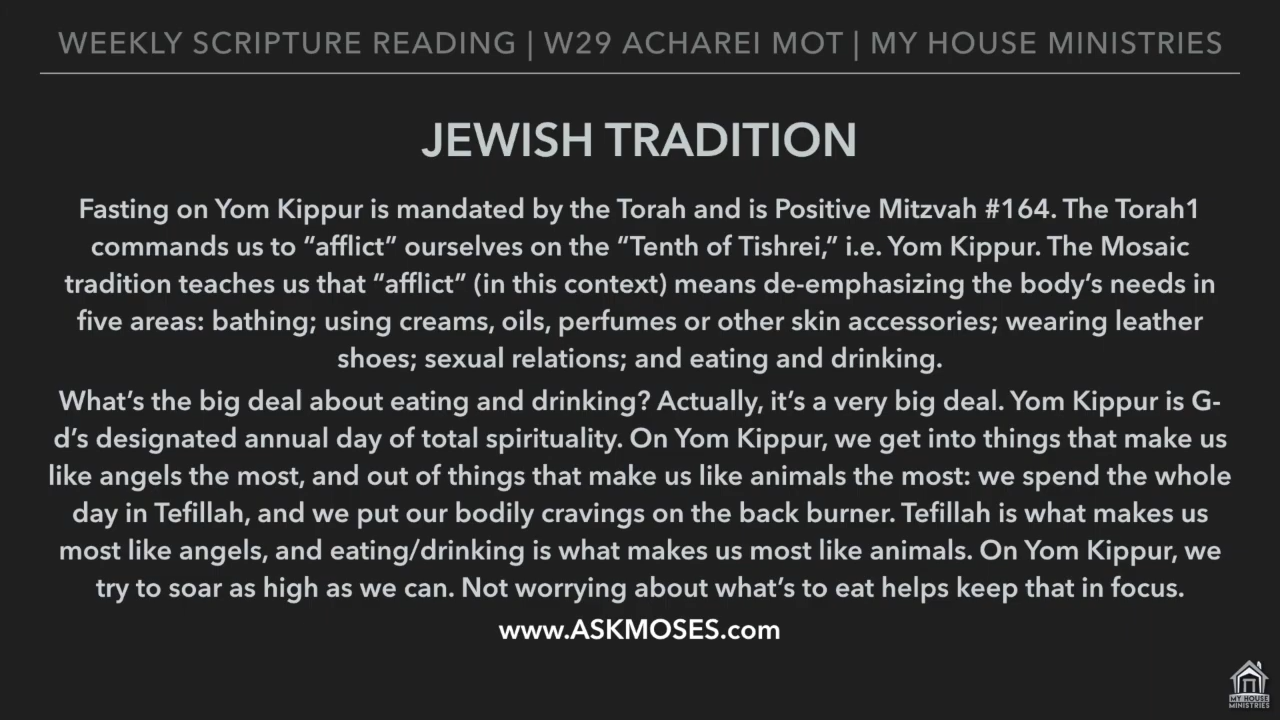 WEEKLY SCRIPTURE READING | W29 ACHAREI MOT | MY HOUSE MINISTRIES
JEWISH TRADITION
Fasting on Yom Kippur is mandated by the Torah and is Positive Mitzvah #164. The Torah1
commands us to “afflict” ourselves on the “Tenth of Tishrei,” i.e. Yom Kippur. The Mosaic
tradition teaches us that “afflict” (in this context) means de-emphasizing the body’s needs in
five areas: bathing; using creams, oils, perfumes or other skin accessories; wearing leather
shoes; sexual relations; and eating and drinking.
What’s the big deal about eating and drinking? Actually, it’s a very big deal. Yom Kippur is G-
d’s designated annual day of total spirituality. On Yom Kippur, we get into things that make us
like angels the most, and out of things that make us like animals the most: we spend the whole
day in Tefillah, and we put our bodily cravings on the back burner. Tefillah is what makes us
most like angels, and eating/drinking is what makes us most like animals. On Yom Kippur, we
try to soar as high as we can. Not worrying about what’s to eat helps keep that in focus.
www.ASKMOSES.com
MY HOUSE
MINISTRIES